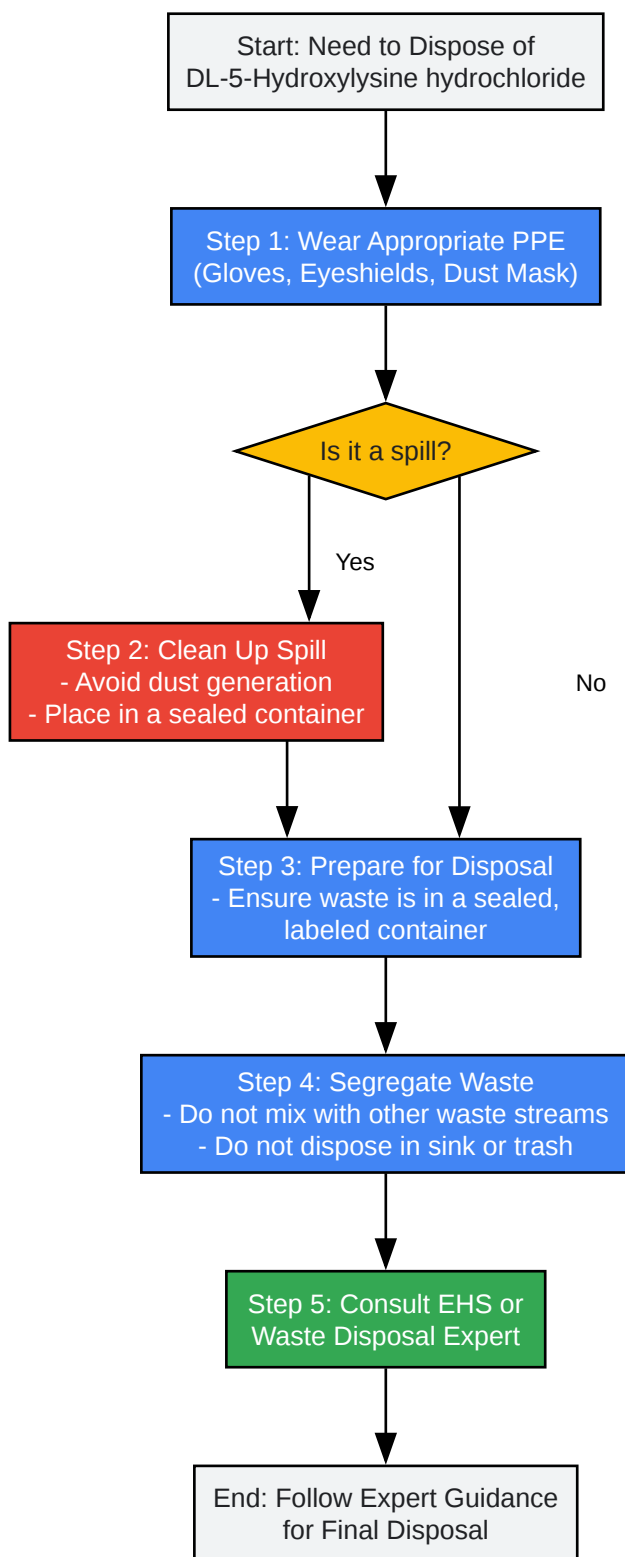 Start: Need to Dispose of
DL-5-Hydroxylysine hydrochloride
Step 1: Wear Appropriate PPE
(Gloves, Eyeshields, Dust Mask)
Is it a spill?
Yes
Step 2: Clean Up Spill
- Avoid dust generation
- Place in a sealed container
No
Step 3: Prepare for Disposal
- Ensure waste is in a sealed,
labeled container
Step 4: Segregate Waste
- Do not mix with other waste streams
- Do not dispose in sink or trash
Step 5: Consult EHS or
Waste Disposal Expert
End: Follow Expert Guidance
for Final Disposal